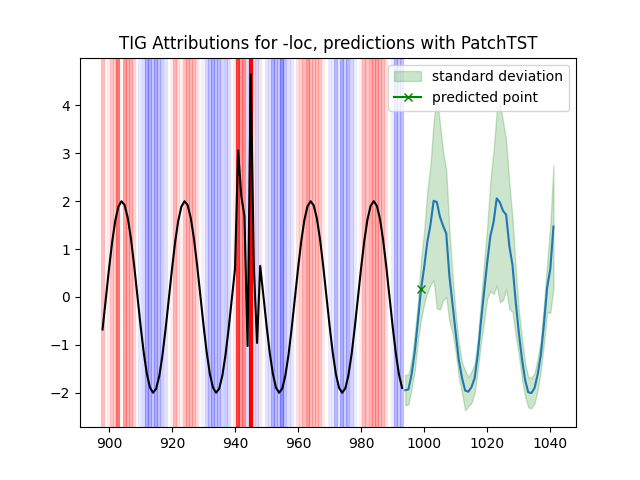 TIG Attributions for -loc, predictions with PatchTST
standard deviation
predicted point
4
3
2
1
0
−1
−2
900 920 940 960 980 1000 1020 1040